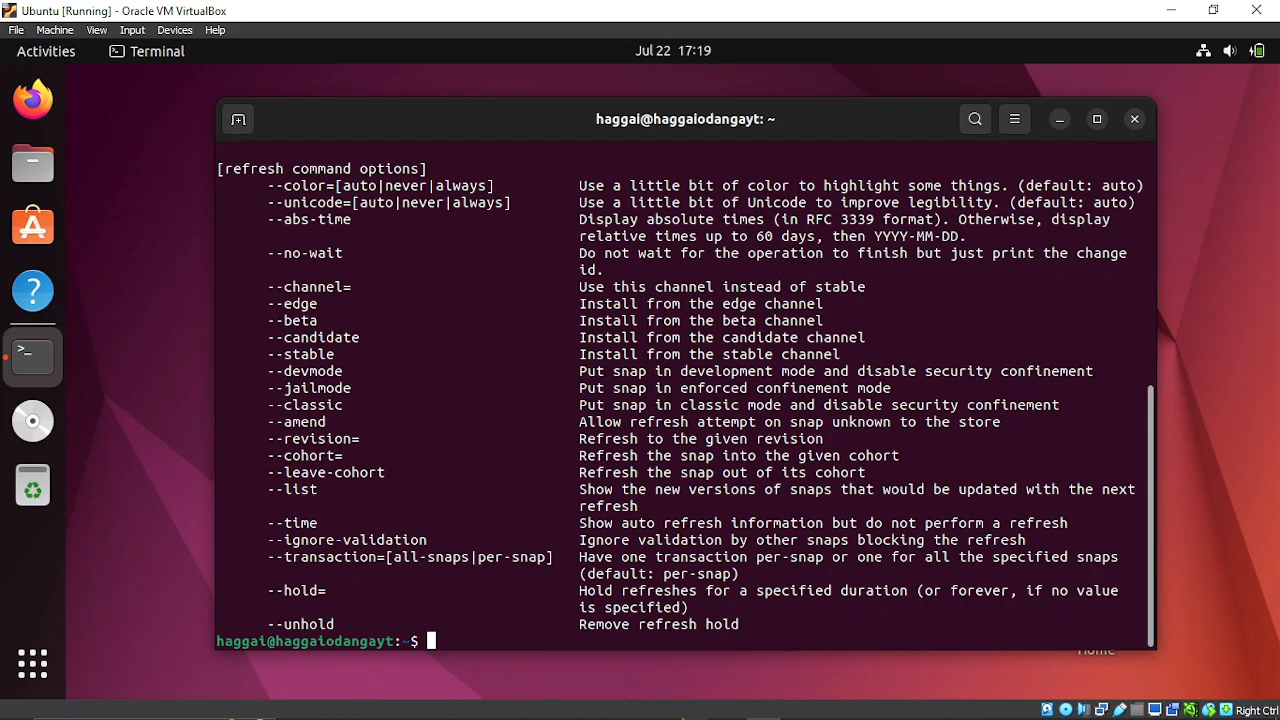 Ubuntu [Running] - Oracle VM VirtualBox
File Machine View Input Devices Help
Activities Terminal Jul 22 17:19
haggai@haggaiodangayt: ~
[refresh command options]
--color=[auto|never|always] Use a little bit of color to highlight some things. (default: auto)
--unicode=[auto|never|always] Use a little bit of Unicode to improve legibility. (default: auto)
--abs-time Display absolute times (in RFC 3339 format). Otherwise, display
relative times up to 60 days, then YYYY-MM-DD.
--no-wait Do not wait for the operation to finish but just print the change
id.
--channel= Use this channel instead of stable
--edge Install from the edge channel
--beta Install from the beta channel
--candidate Install from the candidate channel
--stable Install from the stable channel
--devmode Put snap in development mode and disable security confinement
--jailmode Put snap in enforced confinement mode
--classic Put snap in classic mode and disable security confinement
--amend Allow refresh attempt on snap unknown to the store
--revision= Refresh to the given revision
--cohort= Refresh the snap into the given cohort
--leave-cohort Refresh the snap out of its cohort
--list Show the new versions of snaps that would be updated with the next
refresh
--time Show auto refresh information but do not perform a refresh
--ignore-validation Ignore validation by other snaps blocking the refresh
--transaction=[all-snaps|per-snap] Have one transaction per-snap or one for all the specified snaps
(default: per-snap)
--hold= Hold refreshes for a specified duration (or forever, if no value
is specified)
--unhold Remove refresh hold
haggai@haggaiodangayt:~$
Home
Right Ctrl